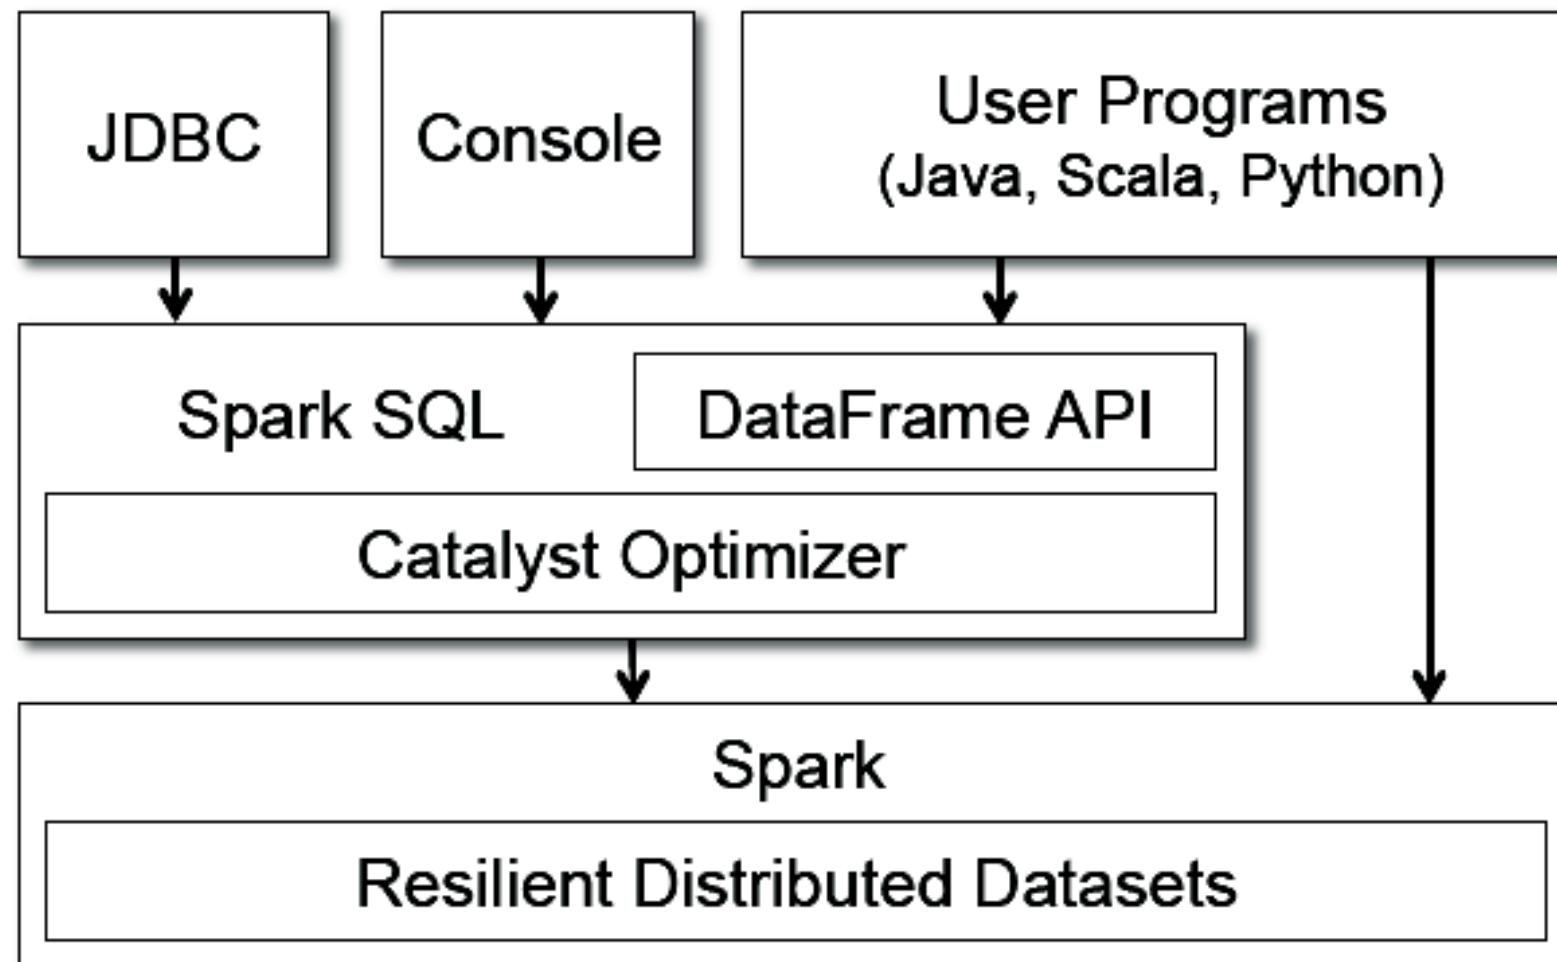 JDBC
Console
User Programs
(Java, Scala, Python)
Spark SQL
DataFrame API
Catalyst Optimizer
Spark
Resilient Distributed Datasets